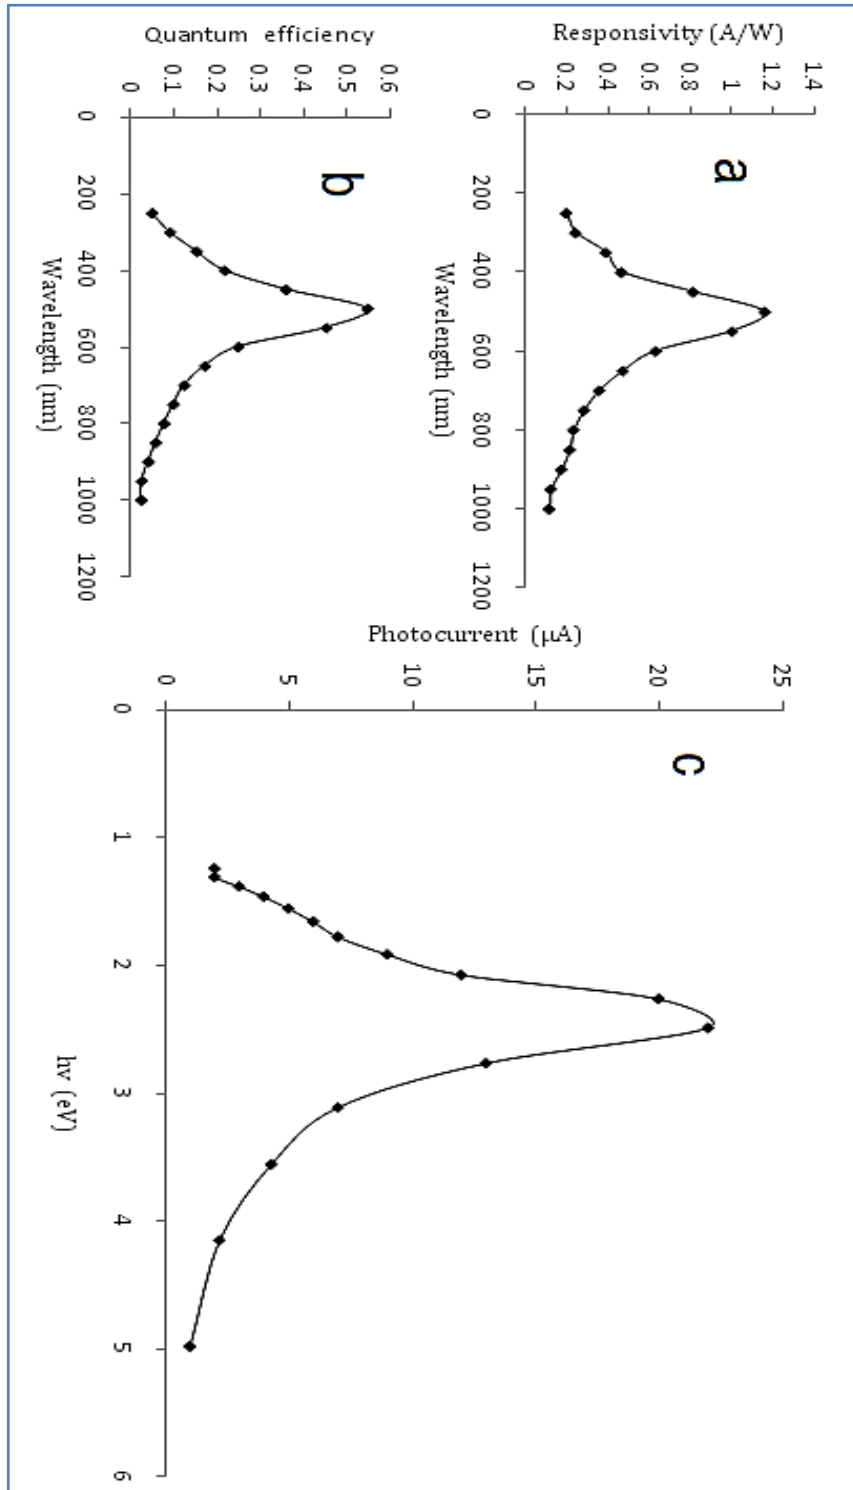 Responsivity (A/W)
0 0.2 0.4 0.6 0.8 1 1.2 1.4
a
0 200 400 600 800 1000 1200
Wavelength (nm)
Quantum efficiency
0 0.1 0.2 0.3 0.4 0.5 0.6
b
0 200 400 600 800 1000 1200
Wavelength (nm)
Photocurrent (µA)
0 5 10 15 20 25
c
0 1 2 3 4 5 6
hv (eV)